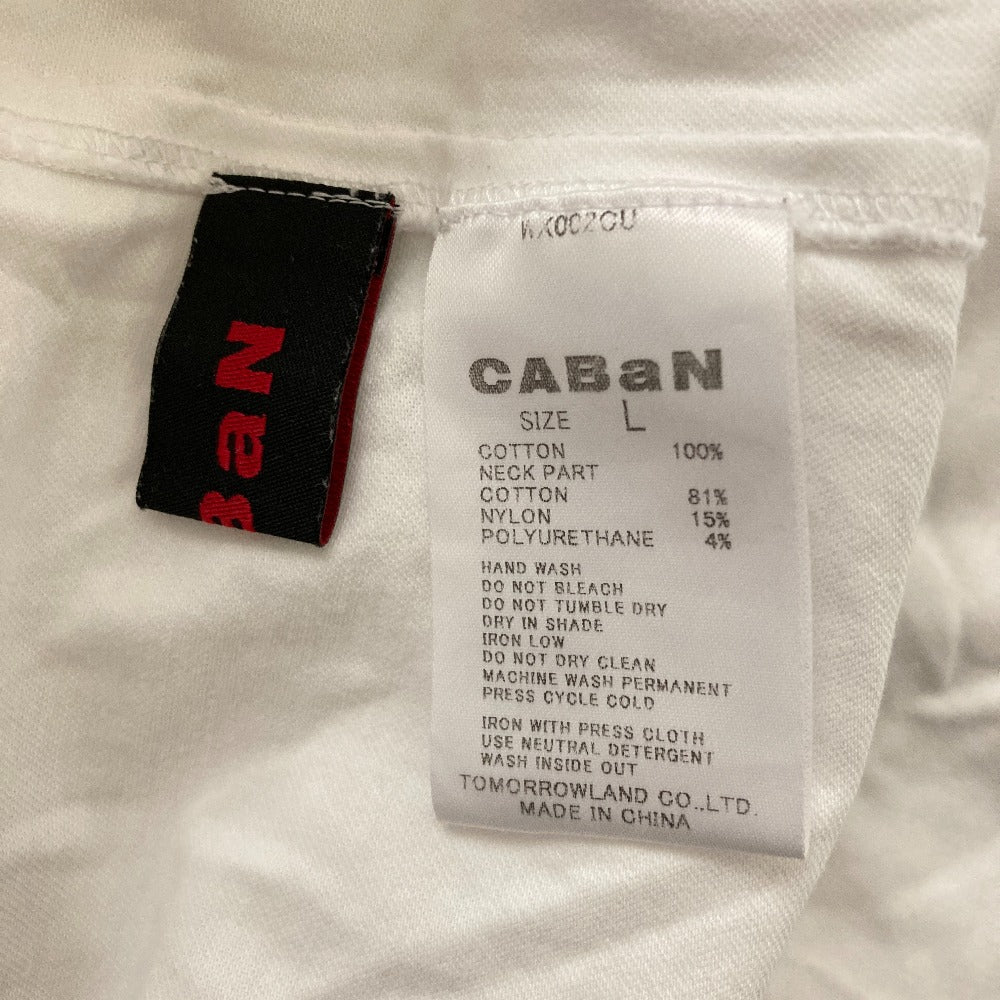 BaN
CABaN
SIZE L
COTTON 100%
NECK PART
COTTON 81%
NYLON 15%
POLYURETHANE 4%
HAND WASH
DO NOT BLEACH
DO NOT TUMBLE DRY
DRY IN SHADE
IRON LOW
DO NOT DRY CLEAN
MACHINE WASH PERMANENT
PRESS CYCLE COLD
IRON WITH PRESS CLOTH
USE NEUTRAL DETERGENT
WASH INSIDE OUT
TOMORROWLAND CO.,LTD.
MADE IN CHINA